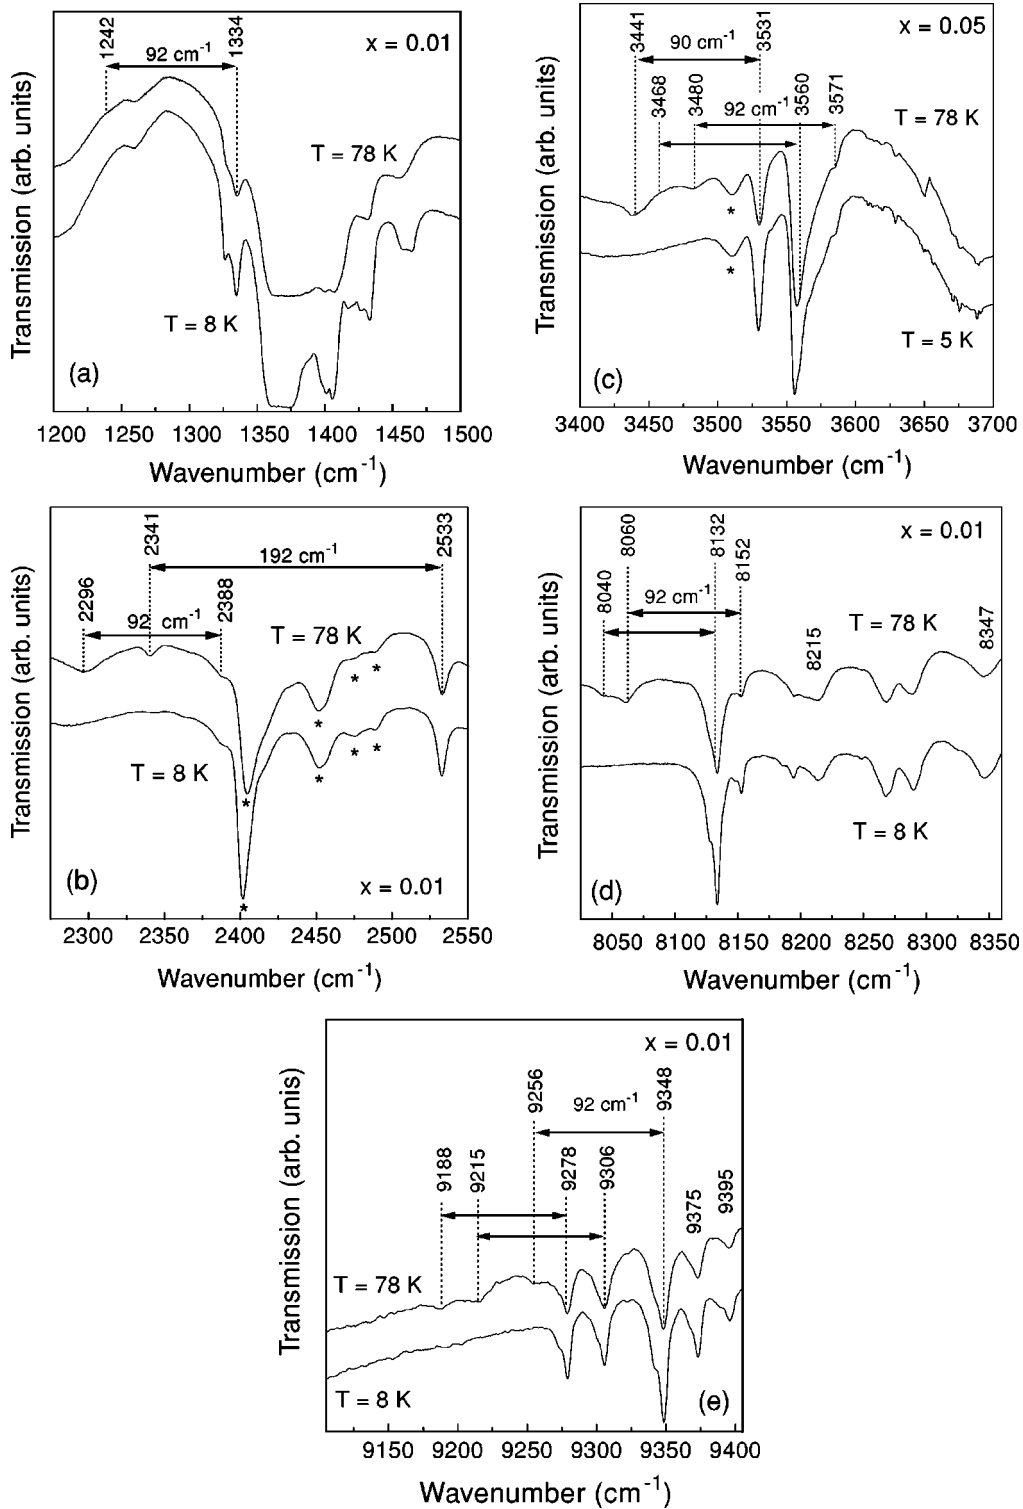 1242
1334
92 cm⁻¹
x = 0.01
T = 78 K
T = 8 K
(a)
Transmission (arb. units)
1200 1250 1300 1350 1400 1450 1500
Wavenumber (cm⁻¹)
3441
3531
90 cm⁻¹
x = 0.05
3468
3480
92 cm⁻¹
3560
3571
T = 78 K
*
*
T = 5 K
(c)
Transmission (arb. units)
3400 3450 3500 3550 3600 3650 3700
Wavenumber (cm⁻¹)
2296
2341
2388
2533
192 cm⁻¹
92 cm⁻¹
T = 78 K
* * *
*
T = 8 K
* * *
*
(b)
x = 0.01
Transmission (arb. units)
2300 2350 2400 2450 2500 2550
Wavenumber (cm⁻¹)
8040
8060
8132
8152
x = 0.01
92 cm⁻¹
T = 78 K
8215
8347
T = 8 K
(d)
Transmission (arb. units)
8050 8100 8150 8200 8250 8300 8350
Wavenumber (cm⁻¹)
x = 0.01
9188
9215
9256
92 cm⁻¹
9348
9278
9306
9375
9395
T = 78 K
T = 8 K
(e)
Transmission (arb. unis)
9150 9200 9250 9300 9350 9400
Wavenumber (cm⁻¹)